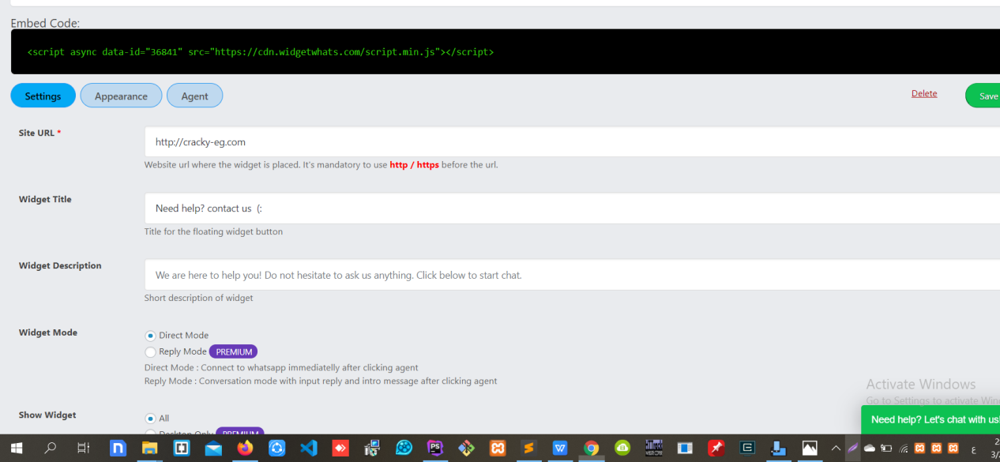 Embed Code:
<script async data-id="36841" src="https://cdn.widgetwhats.com/script.min.js"></script>
Settings
Appearance
Agent
Delete
Save
Site URL *
http://cracky-eg.com
Website url where the widget is placed. It's mandatory to use http / https before the url.
Widget Title
Need help? contact us  (:
Title for the floating widget button
Widget Description
We are here to help you! Do not hesitate to ask us anything. Click below to start chat.
Short description of widget
Widget Mode
Direct Mode
Reply Mode PREMIUM
Direct Mode : Connect to whatsapp immediatelly after clicking agent
Reply Mode : Conversation mode with input reply and intro message after clicking agent
Show Widget
All
Desktop Only PREMIUM
Activate Windows
Go to Settings to activate Win
Need help? Let's chat with us!
PS
W
ع
2
3/